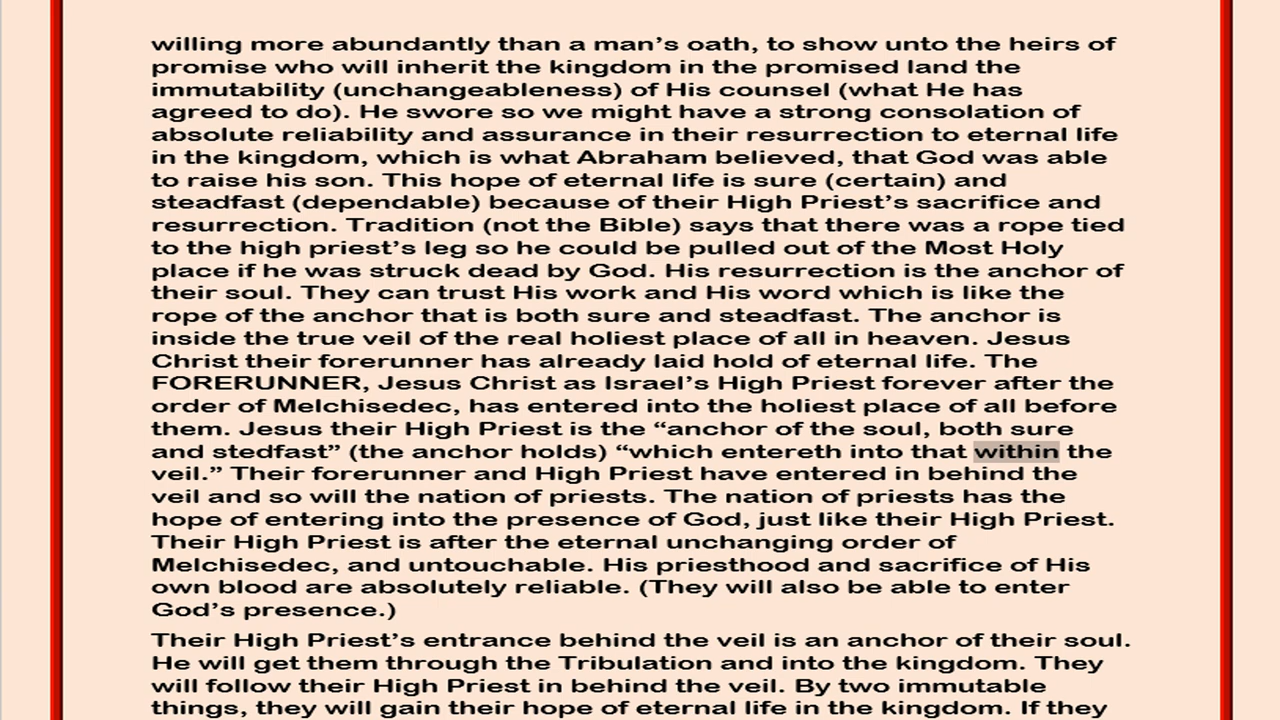 willing more abundantly than a man’s oath, to show unto the heirs of
promise who will inherit the kingdom in the promised land the
immutability (unchangeableness) of His counsel (what He has
agreed to do). He swore so we might have a strong consolation of
absolute reliability and assurance in their resurrection to eternal life
in the kingdom, which is what Abraham believed, that God was able
to raise his son. This hope of eternal life is sure (certain) and
steadfast (dependable) because of their High Priest’s sacrifice and
resurrection. Tradition (not the Bible) says that there was a rope tied
to the high priest’s leg so he could be pulled out of the Most Holy
place if he was struck dead by God. His resurrection is the anchor of
their soul. They can trust His work and His word which is like the
rope of the anchor that is both sure and steadfast. The anchor is
inside the true veil of the real holiest place of all in heaven. Jesus
Christ their forerunner has already laid hold of eternal life. The
FORERUNNER, Jesus Christ as Israel’s High Priest forever after the
order of Melchisedec, has entered into the holiest place of all before
them. Jesus their High Priest is the “anchor of the soul, both sure
and stedfast” (the anchor holds) “which entereth into that within the
veil.” Their forerunner and High Priest have entered in behind the
veil and so will the nation of priests. The nation of priests has the
hope of entering into the presence of God, just like their High Priest.
Their High Priest is after the eternal unchanging order of
Melchisedec, and untouchable. His priesthood and sacrifice of His
own blood are absolutely reliable. (They will also be able to enter
God’s presence.)
Their High Priest’s entrance behind the veil is an anchor of their soul.
He will get them through the Tribulation and into the kingdom. They
will follow their High Priest in behind the veil. By two immutable
things, they will gain their hope of eternal life in the kingdom. If they